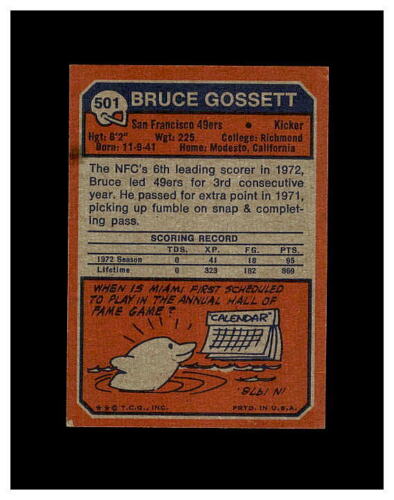 501 BRUCE GOSSETT
San Francisco 49ers • Kicker
Hgt: 6'2" Wgt: 225 College: Richmond
Born: 11-9-41 Home: Modesto, California
The NFC's 6th leading scorer in 1972,
Bruce led 49ers for 3rd consecutive
year. He passed for extra point in 1971,
picking up fumble on snap & complet-
ing pass.
SCORING RECORD
TDS. XP. FG. PTS.
1972 Season 0 41 18 95
Lifetime 0 323 182 869
WHEN IS MIAMI FIRST SCHEDULED
TO PLAY IN THE ANNUAL HALL OF
FAME GAME?
"CALENDAR"
IN 1978.
★★ © T.C.G., INC. PRTD. IN U.S.A.